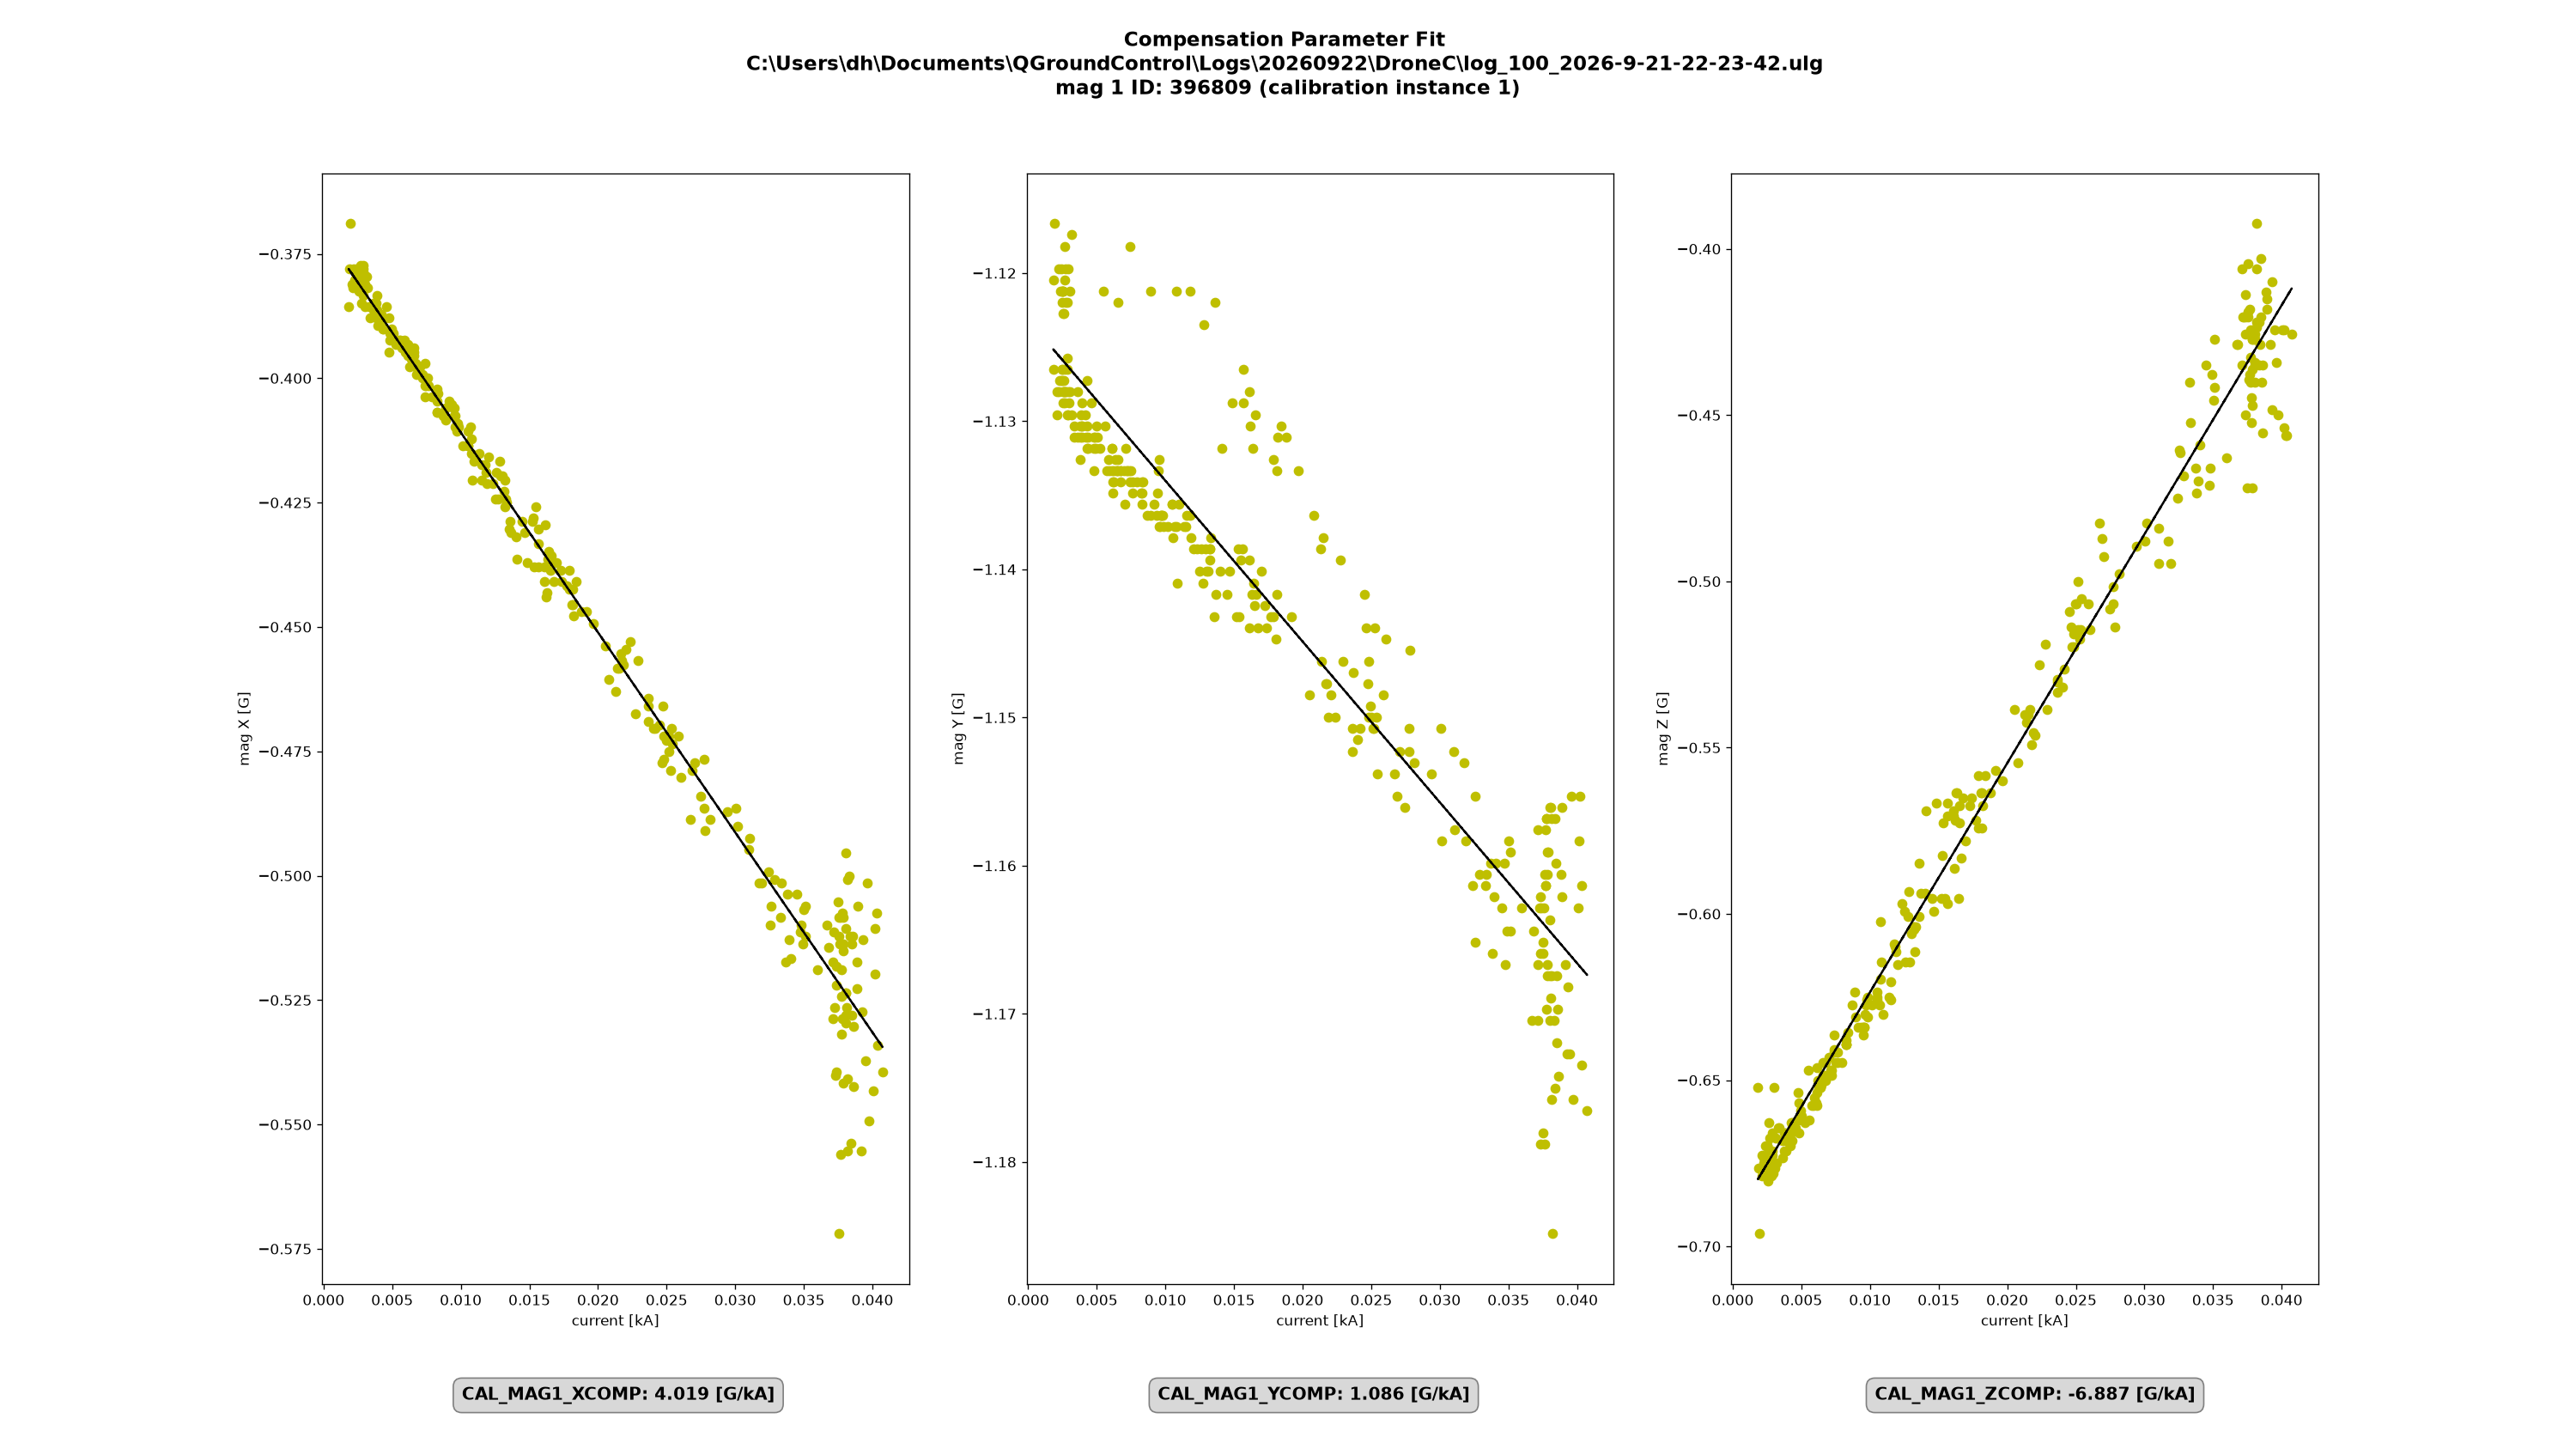 Compensation Parameter Fit
C:\Users\dh\Documents\QGroundControl\Logs\20260922\DroneC\log_100_2026-9-21-22-23-42.ulg
mag 1 ID: 396809 (calibration instance 1)
mag X [G]
−0.375
−0.400
−0.425
−0.450
−0.475
−0.500
−0.525
−0.550
−0.575
0.000 0.005 0.010 0.015 0.020 0.025 0.030 0.035 0.040
current [kA]
CAL_MAG1_XCOMP: 4.019 [G/kA]
mag Y [G]
−1.12
−1.13
−1.14
−1.15
−1.16
−1.17
−1.18
0.000 0.005 0.010 0.015 0.020 0.025 0.030 0.035 0.040
current [kA]
CAL_MAG1_YCOMP: 1.086 [G/kA]
mag Z [G]
−0.40
−0.45
−0.50
−0.55
−0.60
−0.65
−0.70
0.000 0.005 0.010 0.015 0.020 0.025 0.030 0.035 0.040
current [kA]
CAL_MAG1_ZCOMP: -6.887 [G/kA]